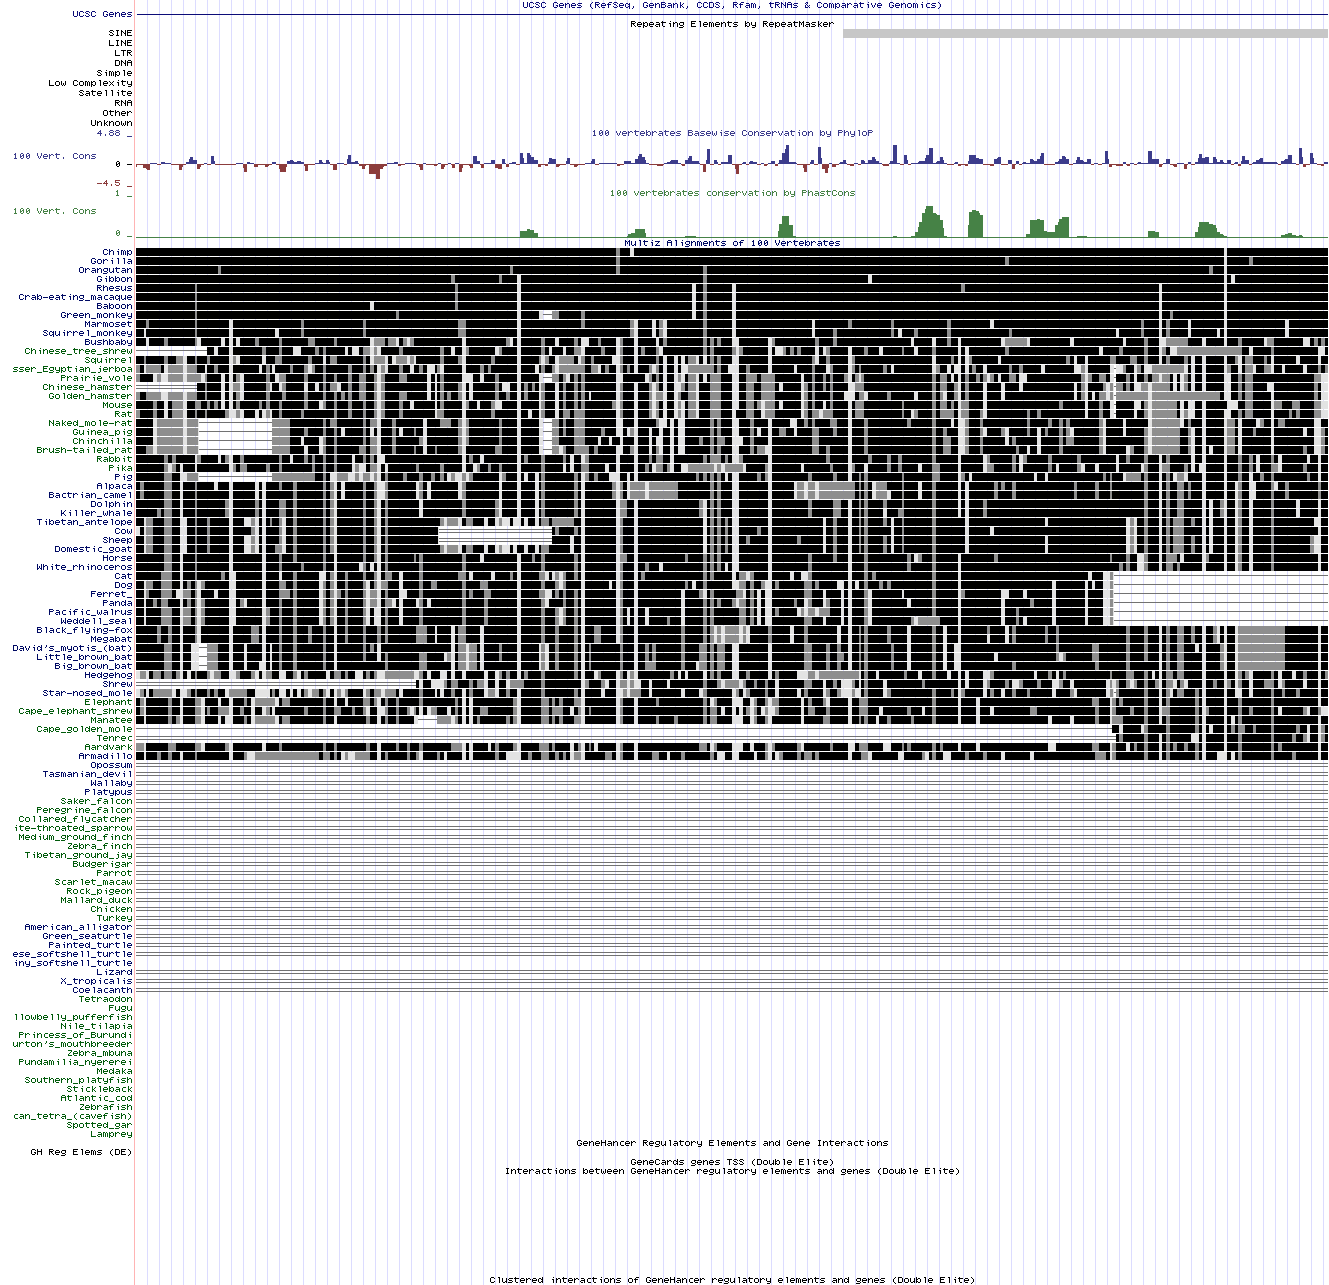 UCSC Genes (RefSeq, GenBank, CCDS, Rfam, tRNAs & Comparative Genomics)
UCSC Genes
Repeating Elements by RepeatMasker
SINE
LINE
LTR
DNA
Simple
Low Complexity
Satellite
RNA
Other
Unknown
4.88 _
100 vertebrates Basewise Conservation by PhyloP
100 Vert. Cons
0 _
-4.5 _
1 _
100 vertebrates conservation by PhastCons
100 Vert. Cons
0 _
Multiz Alignments of 100 Vertebrates
Chimp
Gorilla
Orangutan
Gibbon
Rhesus
Crab-eating_macaque
Baboon
Green_monkey
Marmoset
Squirrel_monkey
Bushbaby
Chinese_tree_shrew
Squirrel
sser_Egyptian_jerboa
Prairie_vole
Chinese_hamster
Golden_hamster
Mouse
Rat
Naked_mole-rat
Guinea_pig
Chinchilla
Brush-tailed_rat
Rabbit
Pika
Pig
Alpaca
Bactrian_camel
Dolphin
Killer_whale
Tibetan_antelope
Cow
Sheep
Domestic_goat
Horse
White_rhinoceros
Cat
Dog
Ferret_
Panda
Pacific_walrus
Weddell_seal
Black_flying-fox
Megabat
David's_myotis_(bat)
Little_brown_bat
Big_brown_bat
Hedgehog
Shrew
Star-nosed_mole
Elephant
Cape_elephant_shrew
Manatee
Cape_golden_mole
Tenrec
Aardvark
Armadillo
Opossum
Tasmanian_devil
Wallaby
Platypus
Saker_falcon
Peregrine_falcon
Collared_flycatcher
ite-throated_sparrow
Medium_ground_finch
Zebra_finch
Tibetan_ground_jay
Budgerigar
Parrot
Scarlet_macaw
Rock_pigeon
Mallard_duck
Chicken
Turkey
American_alligator
Green_seaturtle
Painted_turtle
ese_softshell_turtle
iny_softshell_turtle
Lizard
X_tropicalis
Coelacanth
Tetraodon
Fugu
llowbelly_pufferfish
Nile_tilapia
Princess_of_Burundi
urton's_mouthbreeder
Zebra_mbuna
Pundamilia_nyererei
Medaka
Southern_platyfish
Stickleback
Atlantic_cod
Zebrafish
can_tetra_(cavefish)
Spotted_gar
Lamprey
GeneHancer Regulatory Elements and Gene Interactions
GH Reg Elems (DE)
GeneCards genes TSS (Double Elite)
Interactions between GeneHancer regulatory elements and genes (Double Elite)
Clustered interactions of GeneHancer regulatory elements and genes (Double Elite)